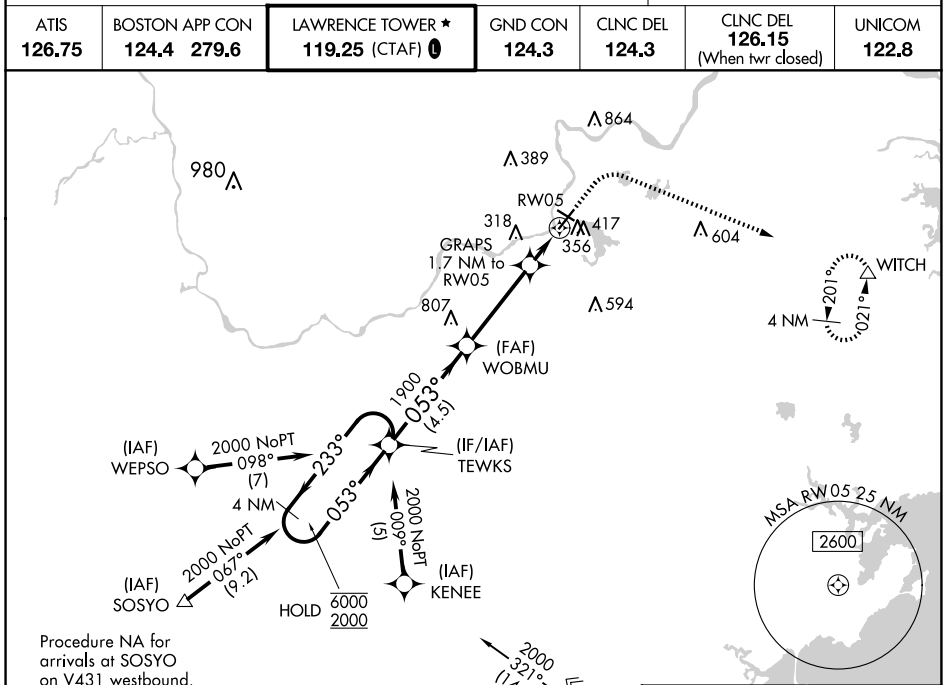 ATIS
126.75
BOSTON APP CON
124.4 279.6
LAWRENCE TOWER ★
119.25 (CTAF) L
GND CON
124.3
CLNC DEL
124.3
CLNC DEL
126.15
(When twr closed)
UNICOM
122.8
864
389
980
RW05
318
417
356
604
GRAPS
1.7 NM to
RW05
WITCH
201°
021°
4 NM
807
594
(FAF)
WOBMU
1900
053°
(4.5)
(IAF)
WEPSO
2000 NoPT
098°
(7)
233°
053°
4 NM
(IF/IAF)
TEWKS
2000 NoPT
009°
(5)
2000 NoPT
067°
(9.2)
(IAF)
SOSYO
(IAF)
KENEE
HOLD
6000
2000
MSA RW05 25 NM
2600
Procedure NA for
arrivals at SOSYO
on V431 westbound.
2000
321°